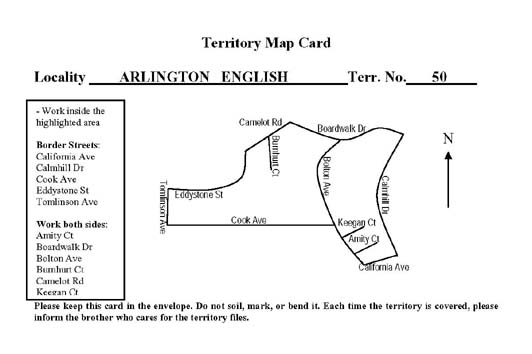 Territory Map Card
Locality ARLINGTON ENGLISH Terr. No. 50
- Work inside the
highlighted area
Border Streets:
California Ave
Calmhill Dr
Cook Ave
Eddystone St
Tomlinson Ave
Work both sides:
Amity Ct
Boardwalk Dr
Bolton Ave
Burnhurt Ct
Camelot Rd
Keegan Ct
Camelot Rd
Boardwalk Dr
Burnhurt Ct
Bolton Ave
Calmhill Dr
Tomlinson Ave
Eddystone St
Cook Ave
Keegan Ct
Amity Ct
California Ave
N
Please keep this card in the envelope. Do not soil, mark, or bend it. Each time the territory is covered, please
inform the brother who cares for the territory files.